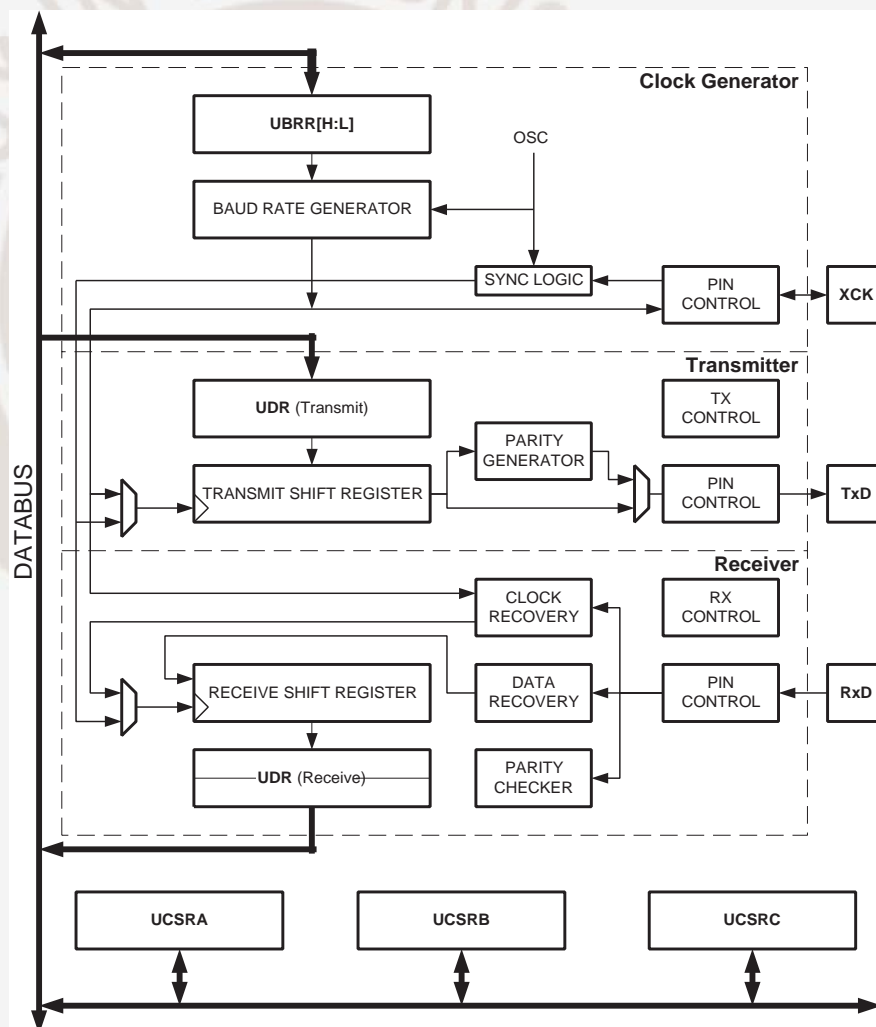 Clock Generator
UBRR[H:L]
OSC
BAUD RATE GENERATOR
SYNC LOGIC
PIN
CONTROL
XCK
DATABUS
Transmitter
UDR (Transmit)
TX
CONTROL
PARITY
GENERATOR
TRANSMIT SHIFT REGISTER
PIN
CONTROL
TxD
Receiver
CLOCK
RECOVERY
RX
CONTROL
RECEIVE SHIFT REGISTER
DATA
RECOVERY
PIN
CONTROL
RxD
UDR (Receive)
PARITY
CHECKER
UCSRA
UCSRB
UCSRC